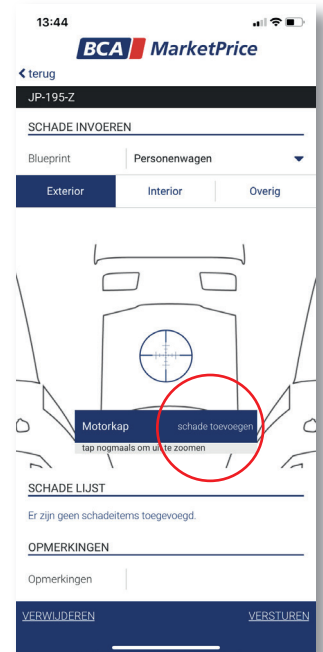 13:44
BCA MarketPrice
terug
JP-195-Z
SCHADE INVOEREN
Blueprint Personenwagen
Exterior Interior Overig
Motorkap schade toevoegen
tap nogmaals om uit te zoomen
SCHADE LIJST
Er zijn geen schadeitems toegevoegd.
OPMERKINGEN
Opmerkingen
VERWIJDEREN VERSTUREN